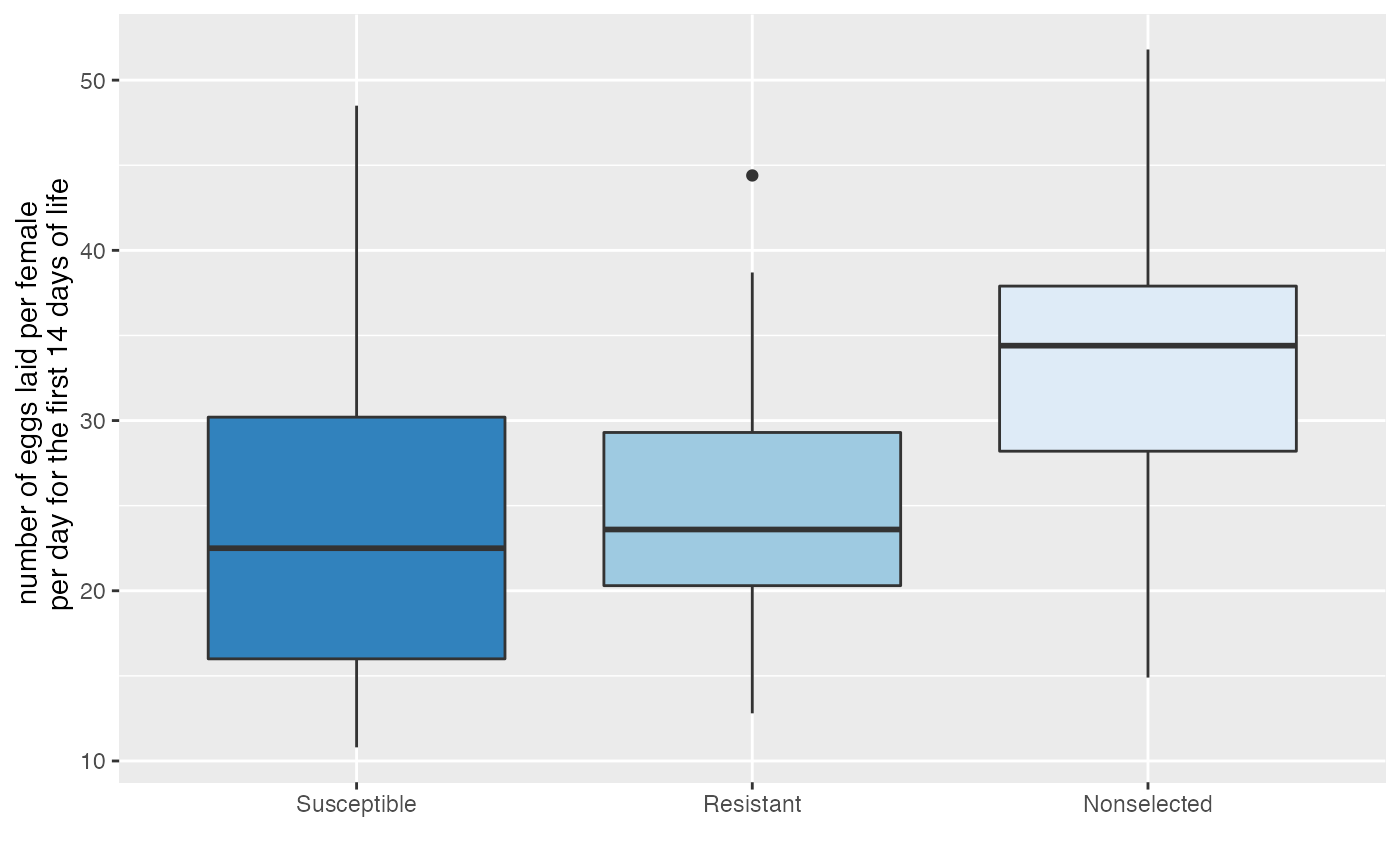 number of eggs laid per female
per day for the first 14 days of life
50
40
30
20
10
Susceptible
Resistant
Nonselected